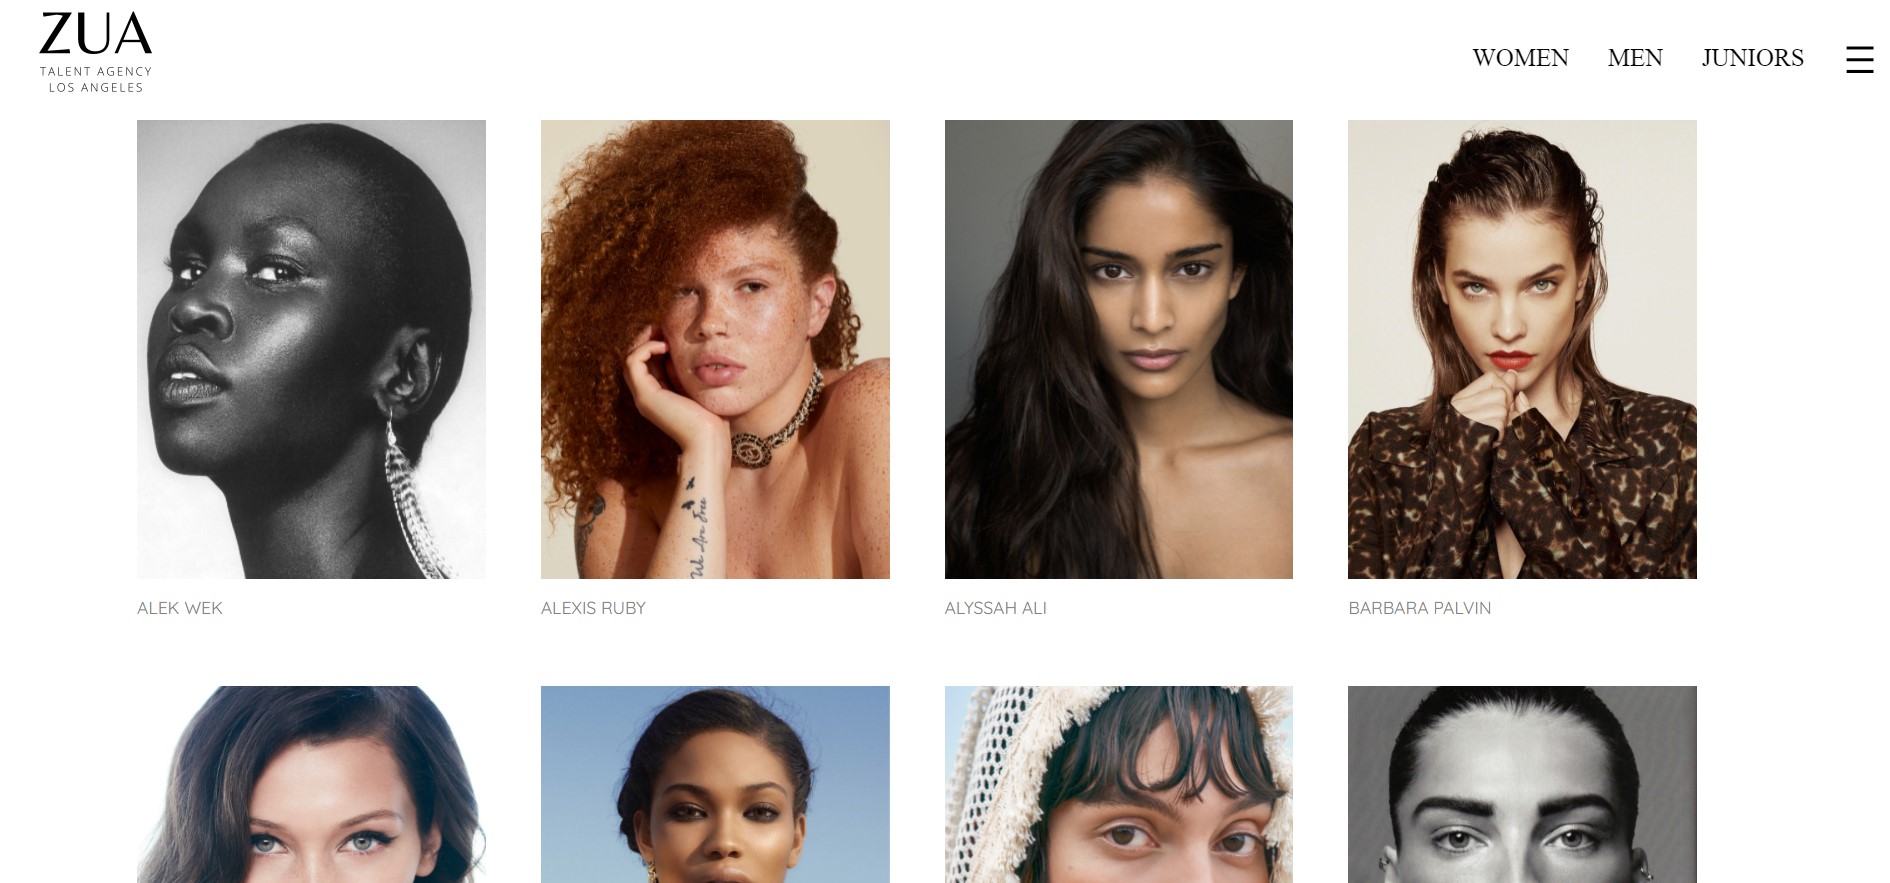 ZUA
TALENT AGENCY
LOS ANGELES
WOMEN MEN JUNIORS
We Are Free
ALEK WEK
ALEXIS RUBY
ALYSSAH ALI
BARBARA PALVIN